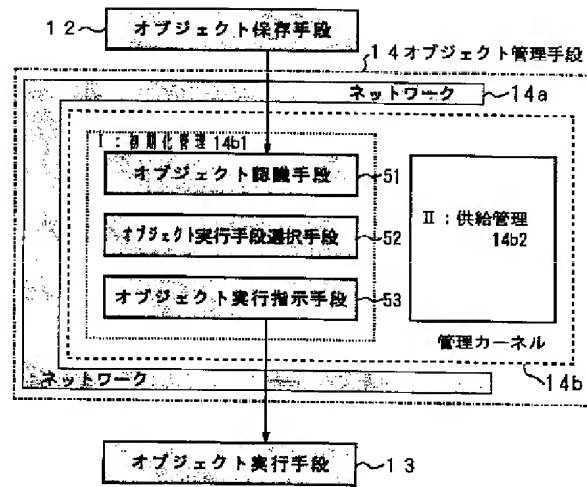 12 オブジェクト保存手段
14オブジェクト管理手段
ネットワーク 14a
I:初期化管理 14b1
オブジェクト認識手段 51
オブジェクト実行手段選択手段 52
オブジェクト実行指示手段 53
II:供給管理
14b2
管理カーネル
ネットワーク
14b
オブジェクト実行手段 13